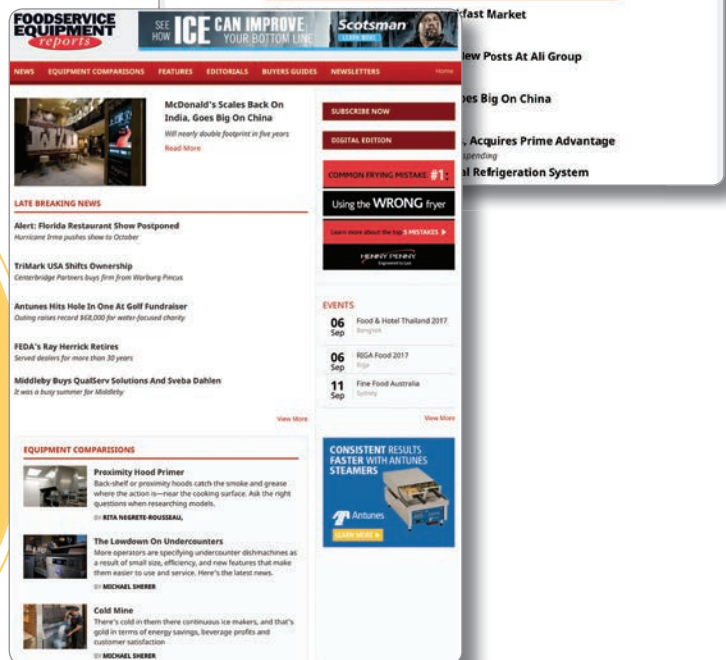 FOODSERVICE
EQUIPMENT
reports
SEE HOW ICE CAN IMPROVE
YOUR BOTTOM LINE
Scotsman
LEARN MORE
NEWS EQUIPMENT COMPARISONS FEATURES EDITORIALS BUYERS GUIDES NEWSLETTERS Home
McDonald's Scales Back On
India, Goes Big On China
Will nearly double footprint in five years
Read More
LATE BREAKING NEWS
Alert: Florida Restaurant Show Postponed
Hurricane Irma pushes show to October
TriMark USA Shifts Ownership
Centerbridge Partners buys firm from Warburg Pincus
Antunes Hits Hole In One At Golf Fundraiser
Outing raises record $68,000 for water-focused charity
FEDA's Ray Herrick Retires
Served dealers for more than 30 years
Middleby Buys QualServ Solutions And Sveba Dahlen
It was a busy summer for Middleby
View More
SUBSCRIBE NOW
DIGITAL EDITION
COMMON FRYING MISTAKE #1:
Using the WRONG fryer
Learn more about the top 5 MISTAKES
HENNY PENNY
Engineered to Last
EVENTS
06 Food & Hotel Thailand 2017
Sep Bangkok
06 RIGA Food 2017
Sep Riga
11 Fine Food Australia
Sep Sydney
View More
EQUIPMENT COMPARISIONS
Proximity Hood Primer
Back-shelf or proximity hoods catch the smoke and grease
where the action is—near the cooking surface. Ask the right
questions when researching models.
BY RITA NEGRETE-ROUSSEAU,
The Lowdown On Undercounters
More operators are specifying undercounter dishmachines as
a result of small size, efficiency, and new features that make
them easier to use and service. Here's the latest news.
BY MICHAEL SHERER
Cold Mine
There's cold in them there continuous ice makers, and that's
gold in terms of energy savings, beverage profits and
customer satisfaction
BY MICHAEL SHERER
CONSISTENT RESULTS
FASTER WITH ANTUNES
STEAMERS
Antunes
LEARN MORE
kfast Market
ew Posts At Ali Group
oes Big On China
, Acquires Prime Advantage
spending
al Refrigeration System